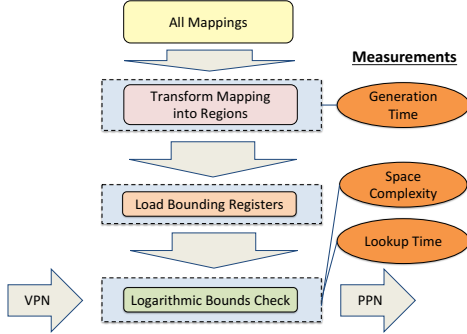 All Mappings
Measurements
Transform Mapping
into Regions
Generation
Time
Space
Complexity
Load Bounding Registers
Lookup Time
VPN
Logarithmic Bounds Check
PPN